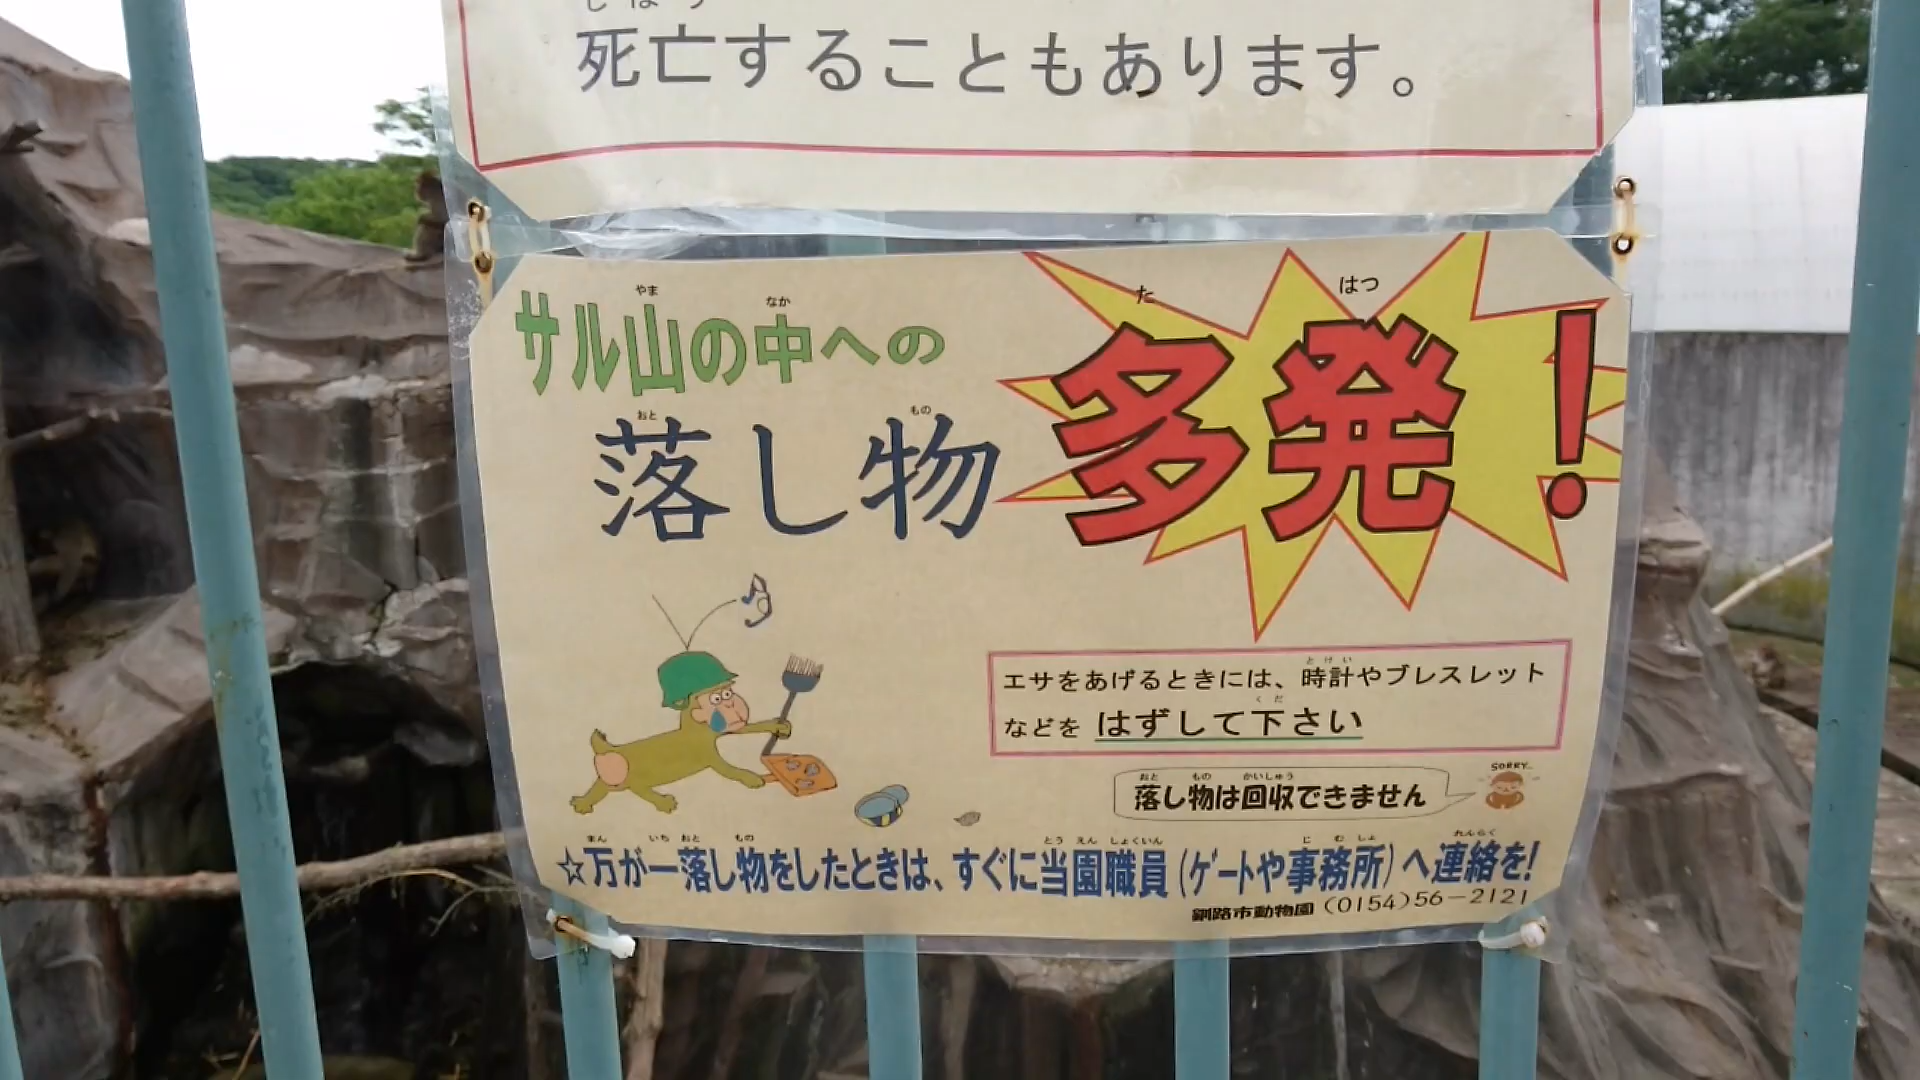 死亡することもあります。
サル山の中への
落し物
多発!
エサをあげるときには、時計やブレスレット
などを はずして下さい
SORRY...
落し物は回収できません
☆万が一落し物をしたときは、すぐに当園職員(ゲートや事務所)へ連絡を!
釧路市動物園 (0154)56-2121